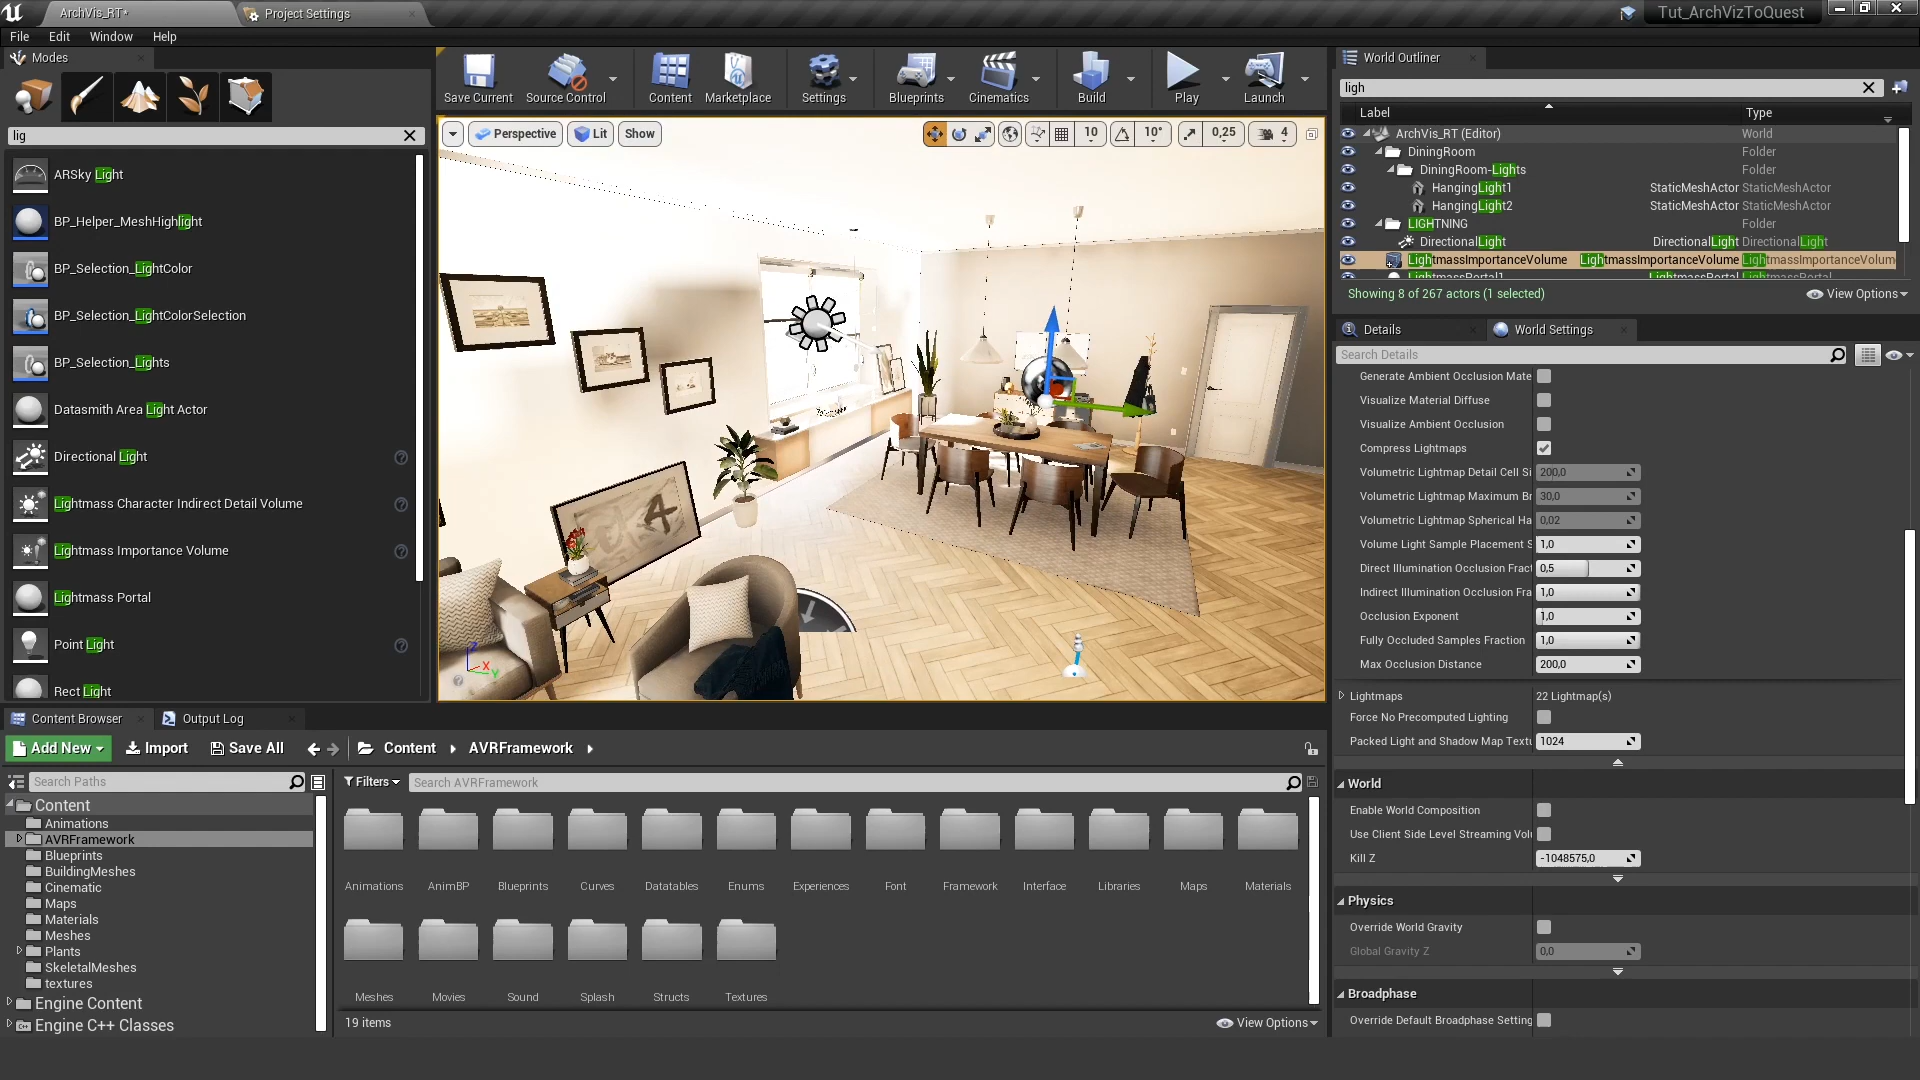 ArchVis_RT*
Project Settings
Tut_ArchVizToQuest
File Edit Window Help
Modes
lig
ARSky Light
BP_Helper_MeshHighlight
BP_Selection_LightColor
BP_Selection_LightColorSelection
BP_Selection_Lights
Datasmith Area Light Actor
Directional Light
Lightmass Character Indirect Detail Volume
Lightmass Importance Volume
Lightmass Portal
Point Light
Rect Light
Save Current
Source Control
Content
Marketplace
Settings
Blueprints
Cinematics
Build
Play
Launch
Perspective
Lit
Show
10
10°
0,25
4
X
Y
World Outliner
ligh
Label Type
ArchVis_RT (Editor) World
DiningRoom Folder
DiningRoom-Lights Folder
HangingLight1 StaticMeshActor StaticMeshActor
HangingLight2 StaticMeshActor StaticMeshActor
LIGHTNING Folder
DirectionalLight DirectionalLight DirectionalLight
LightmassImportanceVolume LightmassImportanceVolume LightmassImportanceVolum
LightmassPortal1 LightmassPortal LightmassPortal
Showing 8 of 267 actors (1 selected)
View Options
Details
World Settings
Search Details
Generate Ambient Occlusion Mate
Visualize Material Diffuse
Visualize Ambient Occlusion
Compress Lightmaps
Volumetric Lightmap Detail Cell Si 200,0
Volumetric Lightmap Maximum Br 30,0
Volumetric Lightmap Spherical Ha 0,02
Volume Light Sample Placement S 1,0
Direct Illumination Occlusion Fract 0,5
Indirect Illumination Occlusion Fra 1,0
Occlusion Exponent 1,0
Fully Occluded Samples Fraction 1,0
Max Occlusion Distance 200,0
Lightmaps 22 Lightmap(s)
Force No Precomputed Lighting
Packed Light and Shadow Map Textu 1024
World
Enable World Composition
Use Client Side Level Streaming Volu
Kill Z -1048575,0
Physics
Override World Gravity
Global Gravity Z 0,0
Broadphase
Override Default Broadphase Setting
Content Browser
Output Log
Add New
Import
Save All
Content
AVRFramework
Search Paths
Content
Animations
AVRFramework
Blueprints
BuildingMeshes
Cinematic
Maps
Materials
Meshes
Plants
SkeletalMeshes
textures
Engine Content
Engine C++ Classes
Filters
Search AVRFramework
Animations AnimBP Blueprints Curves Datatables Enums Experiences Font Framework Interface Libraries Maps Materials
Meshes Movies Sound Splash Structs Textures
19 items
View Options